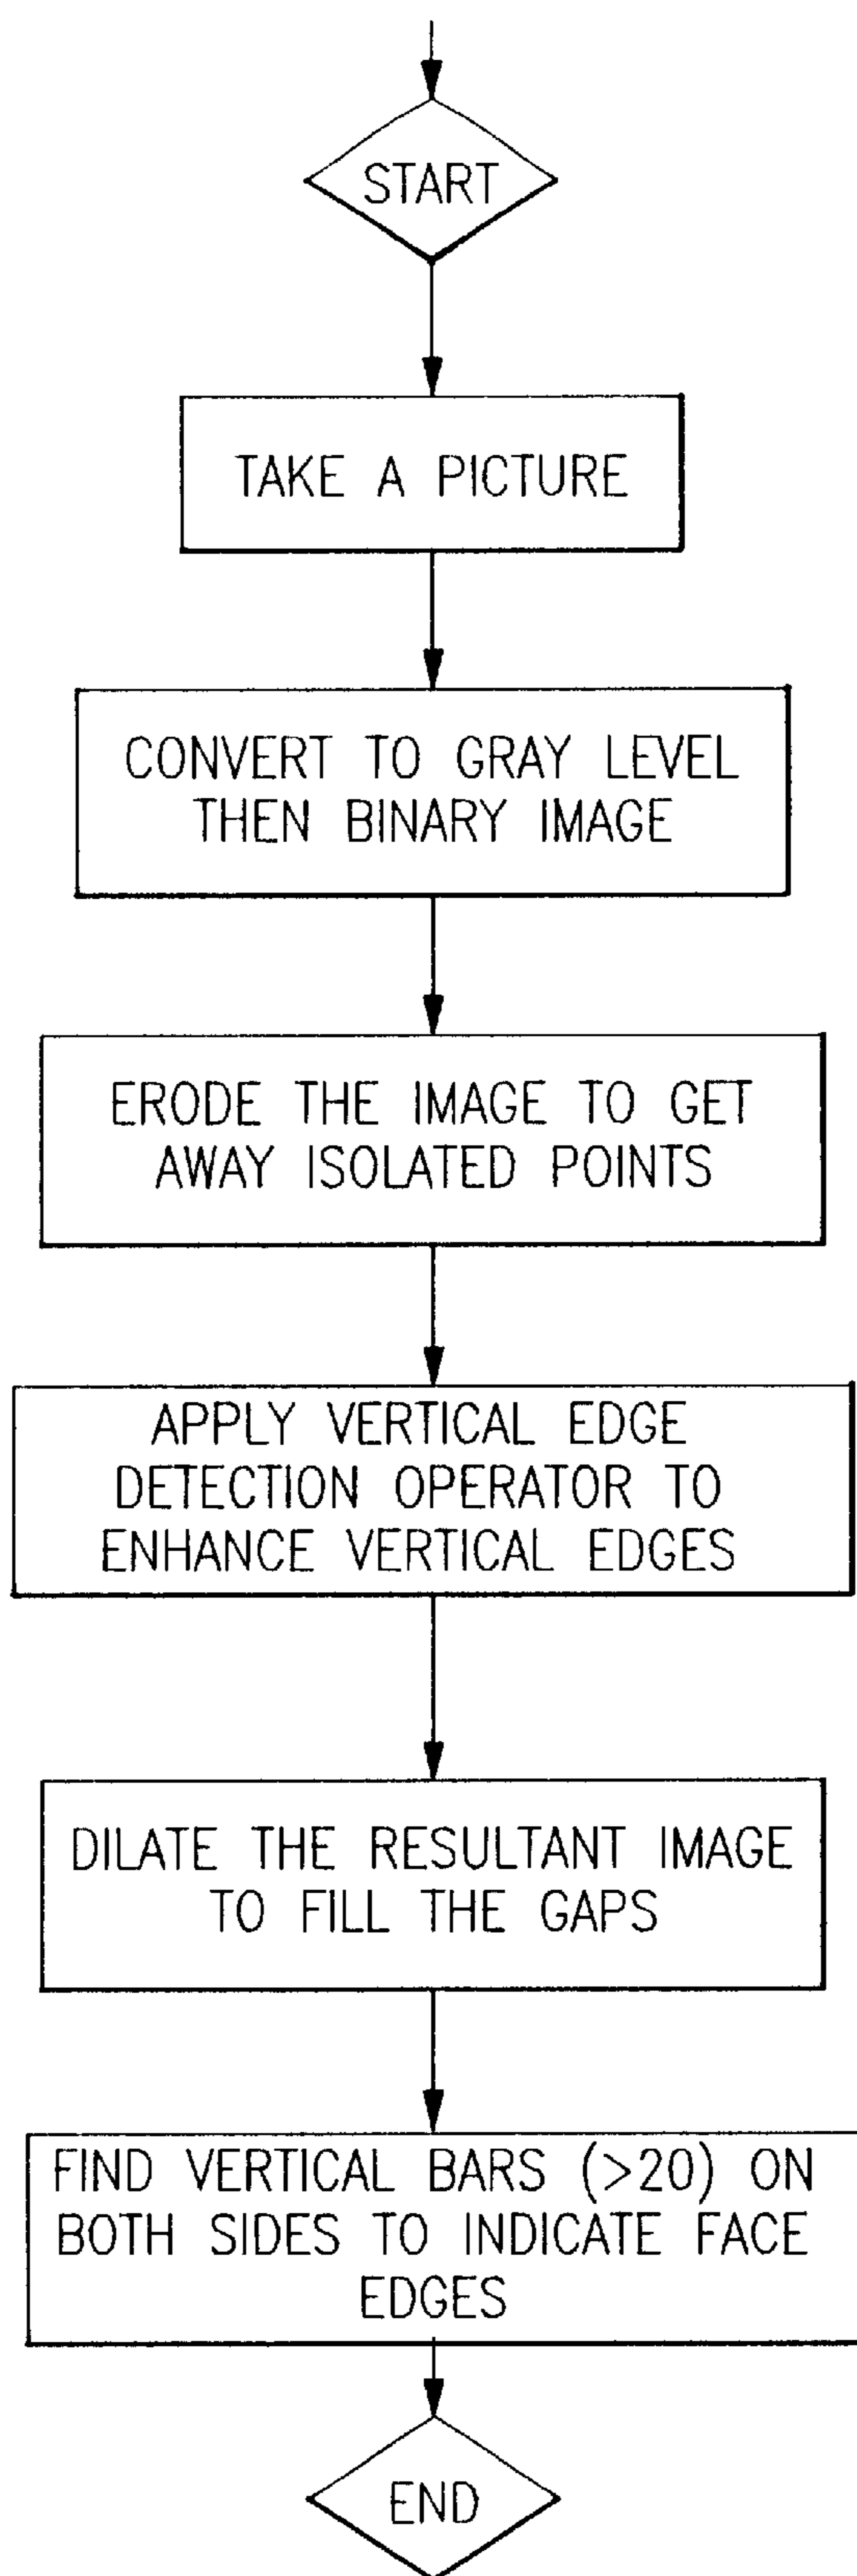 START
TAKE A PICTURE
CONVERT TO GRAY LEVEL
THEN BINARY IMAGE
ERODE THE IMAGE TO GET
AWAY ISOLATED POINTS
APPLY VERTICAL EDGE
DETECTION OPERATOR TO
ENHANCE VERTICAL EDGES
DILATE THE RESULTANT IMAGE
TO FILL THE GAPS
FIND VERTICAL BARS (>20) ON
BOTH SIDES TO INDICATE FACE
EDGES
END